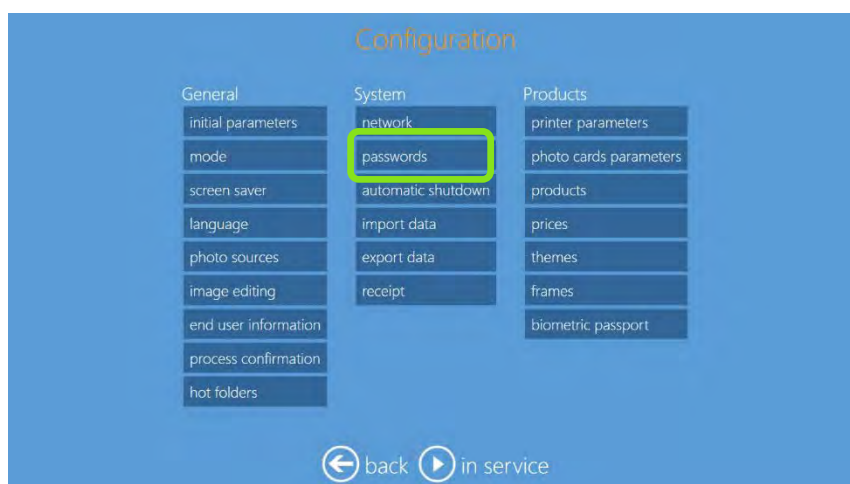 Configuration
General
initial parameters
mode
screen saver
language
photo sources
image editing
end user information
process confirmation
hot folders
System
network
passwords
automatic shutdown
import data
export data
receipt
Products
printer parameters
photo cards parameters
products
prices
themes
frames
biometric passport
back in service